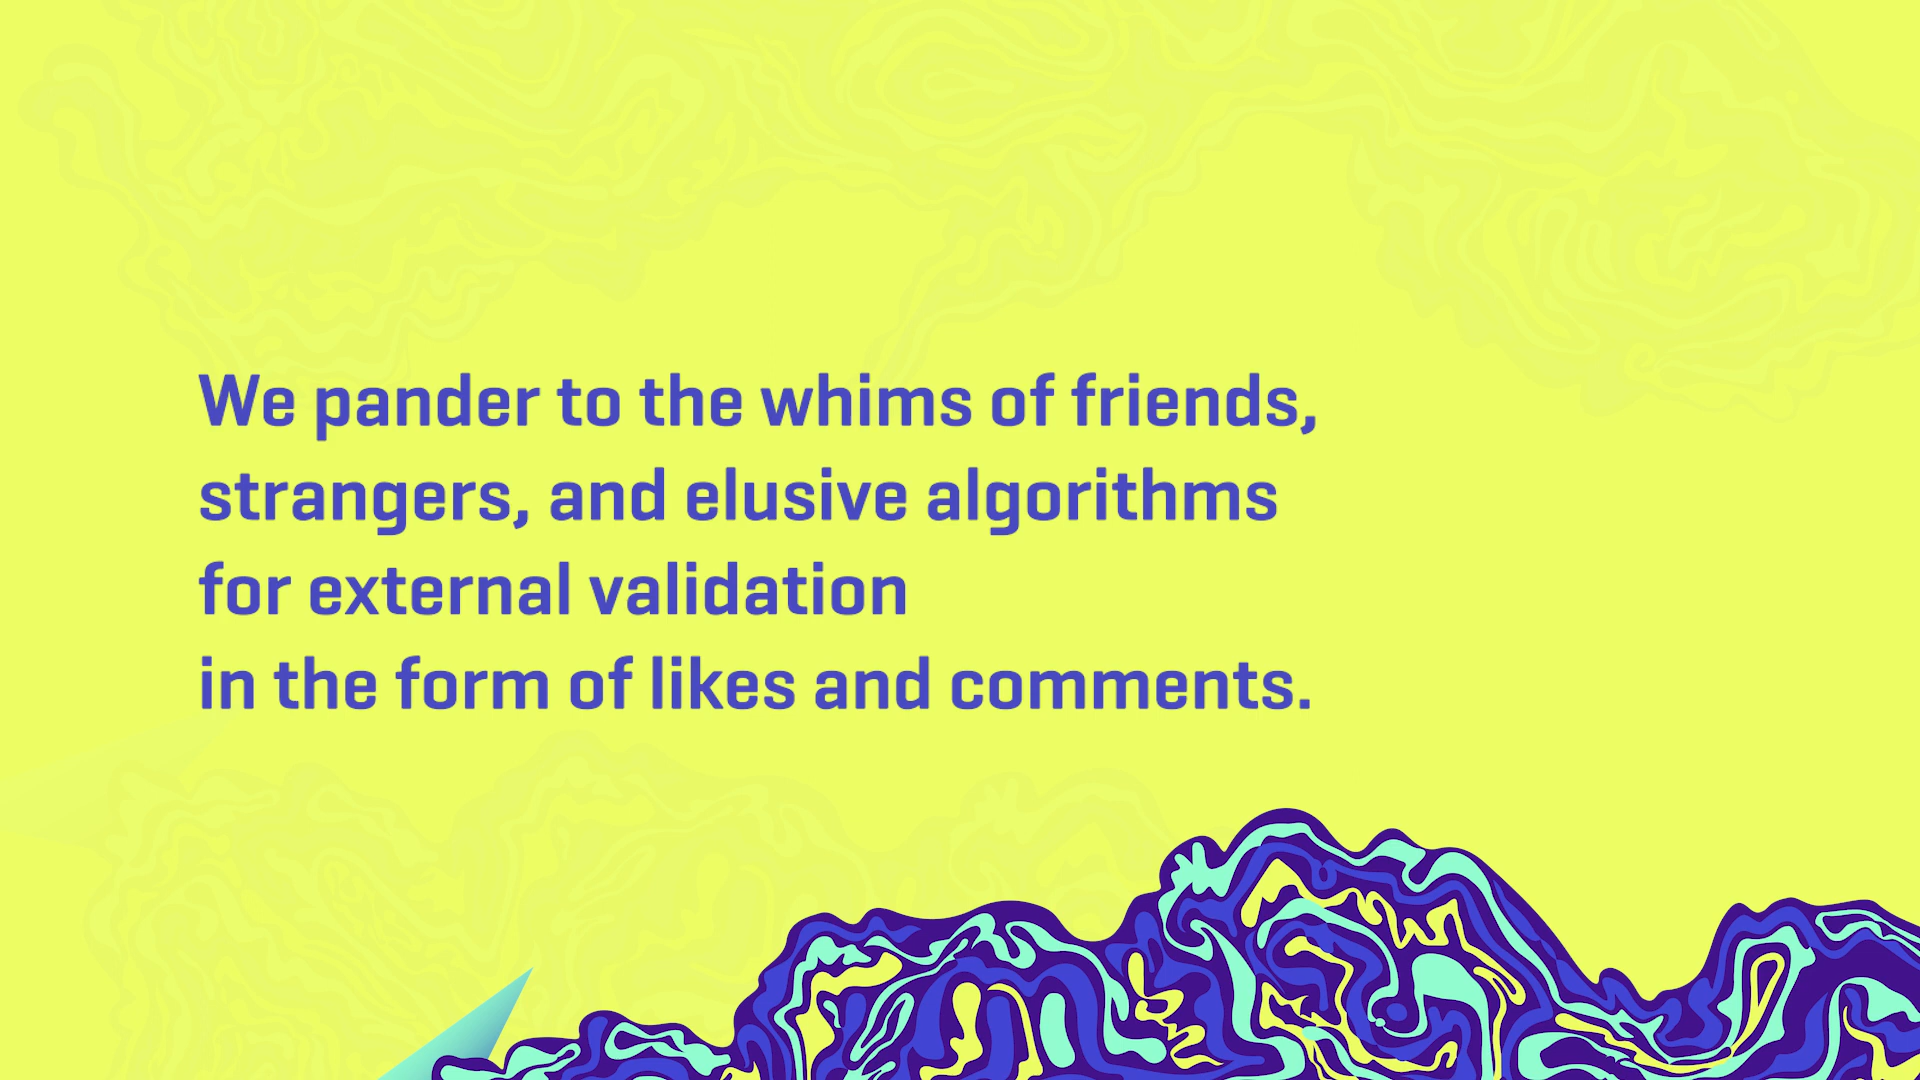 We pander to the whims of friends,
strangers, and elusive algorithms
for external validation
in the form of likes and comments.